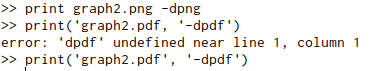 >> print graph2.png -dpng
>> print('graph2.pdf, '-dpdf')
error: 'dpdf' undefined near line 1, column 1
>> print('graph2.pdf', '-dpdf')